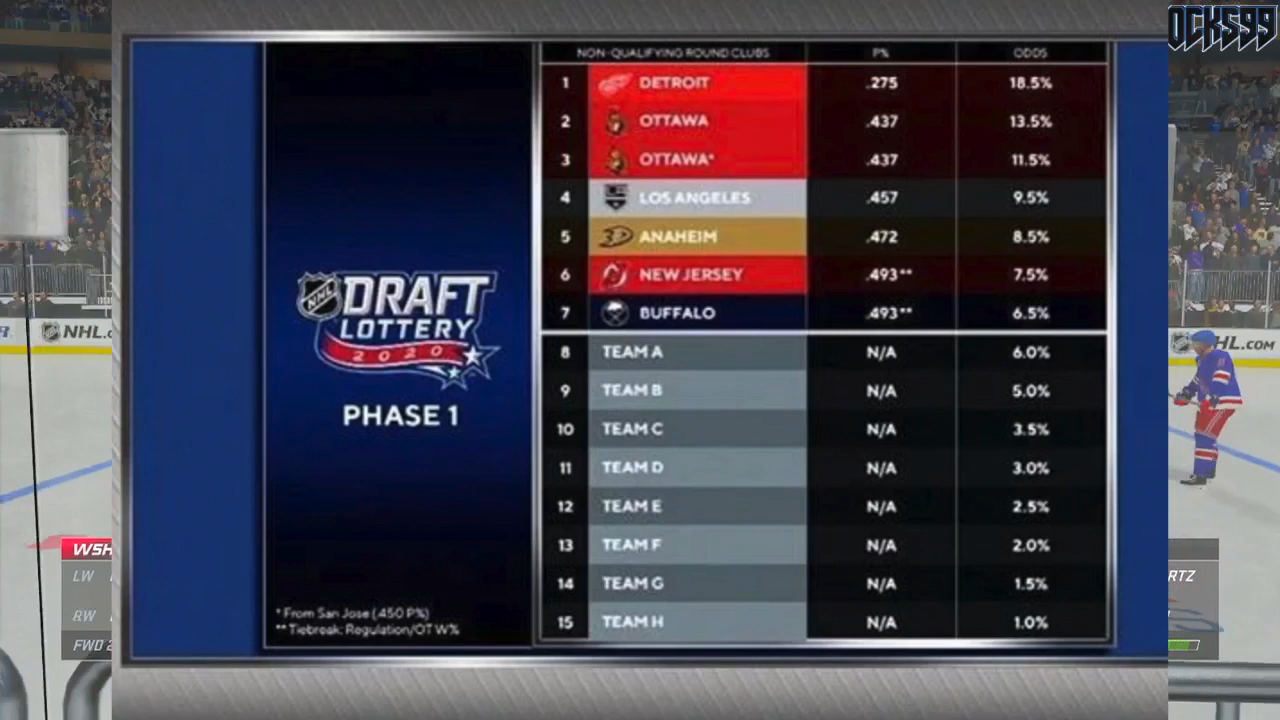 OCKS99
NON-QUALIFYING ROUND CLUBS P% ODDS
1 DETROIT .275 18.5%
2 OTTAWA .437 13.5%
3 OTTAWA* .437 11.5%
4 LOS ANGELES .457 9.5%
5 ANAHEIM .472 8.5%
6 NEW JERSEY .493** 7.5%
7 BUFFALO .493** 6.5%
8 TEAM A N/A 6.0%
9 TEAM B N/A 5.0%
10 TEAM C N/A 3.5%
11 TEAM D N/A 3.0%
12 TEAM E N/A 2.5%
13 TEAM F N/A 2.0%
14 TEAM G N/A 1.5%
15 TEAM H N/A 1.0%
NHL DRAFT
LOTTERY
2020
PHASE 1
* From San Jose (.450 P%)
** Tiebreak: Regulation/OT W%
NHL.c
HL.COM
WSH
LW
RW
FWD 2
RTZ